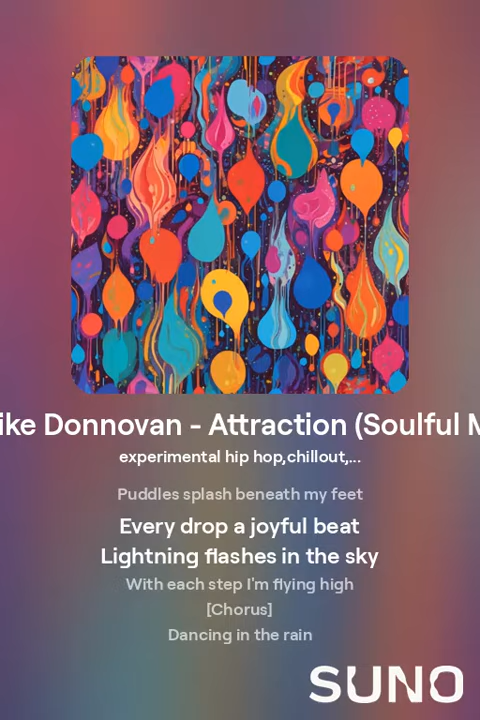 ike Donnovan - Attraction (Soulful M
experimental hip hop,chillout,...
Puddles splash beneath my feet
Every drop a joyful beat
Lightning flashes in the sky
With each step I'm flying high
[Chorus]
Dancing in the rain
SUNO